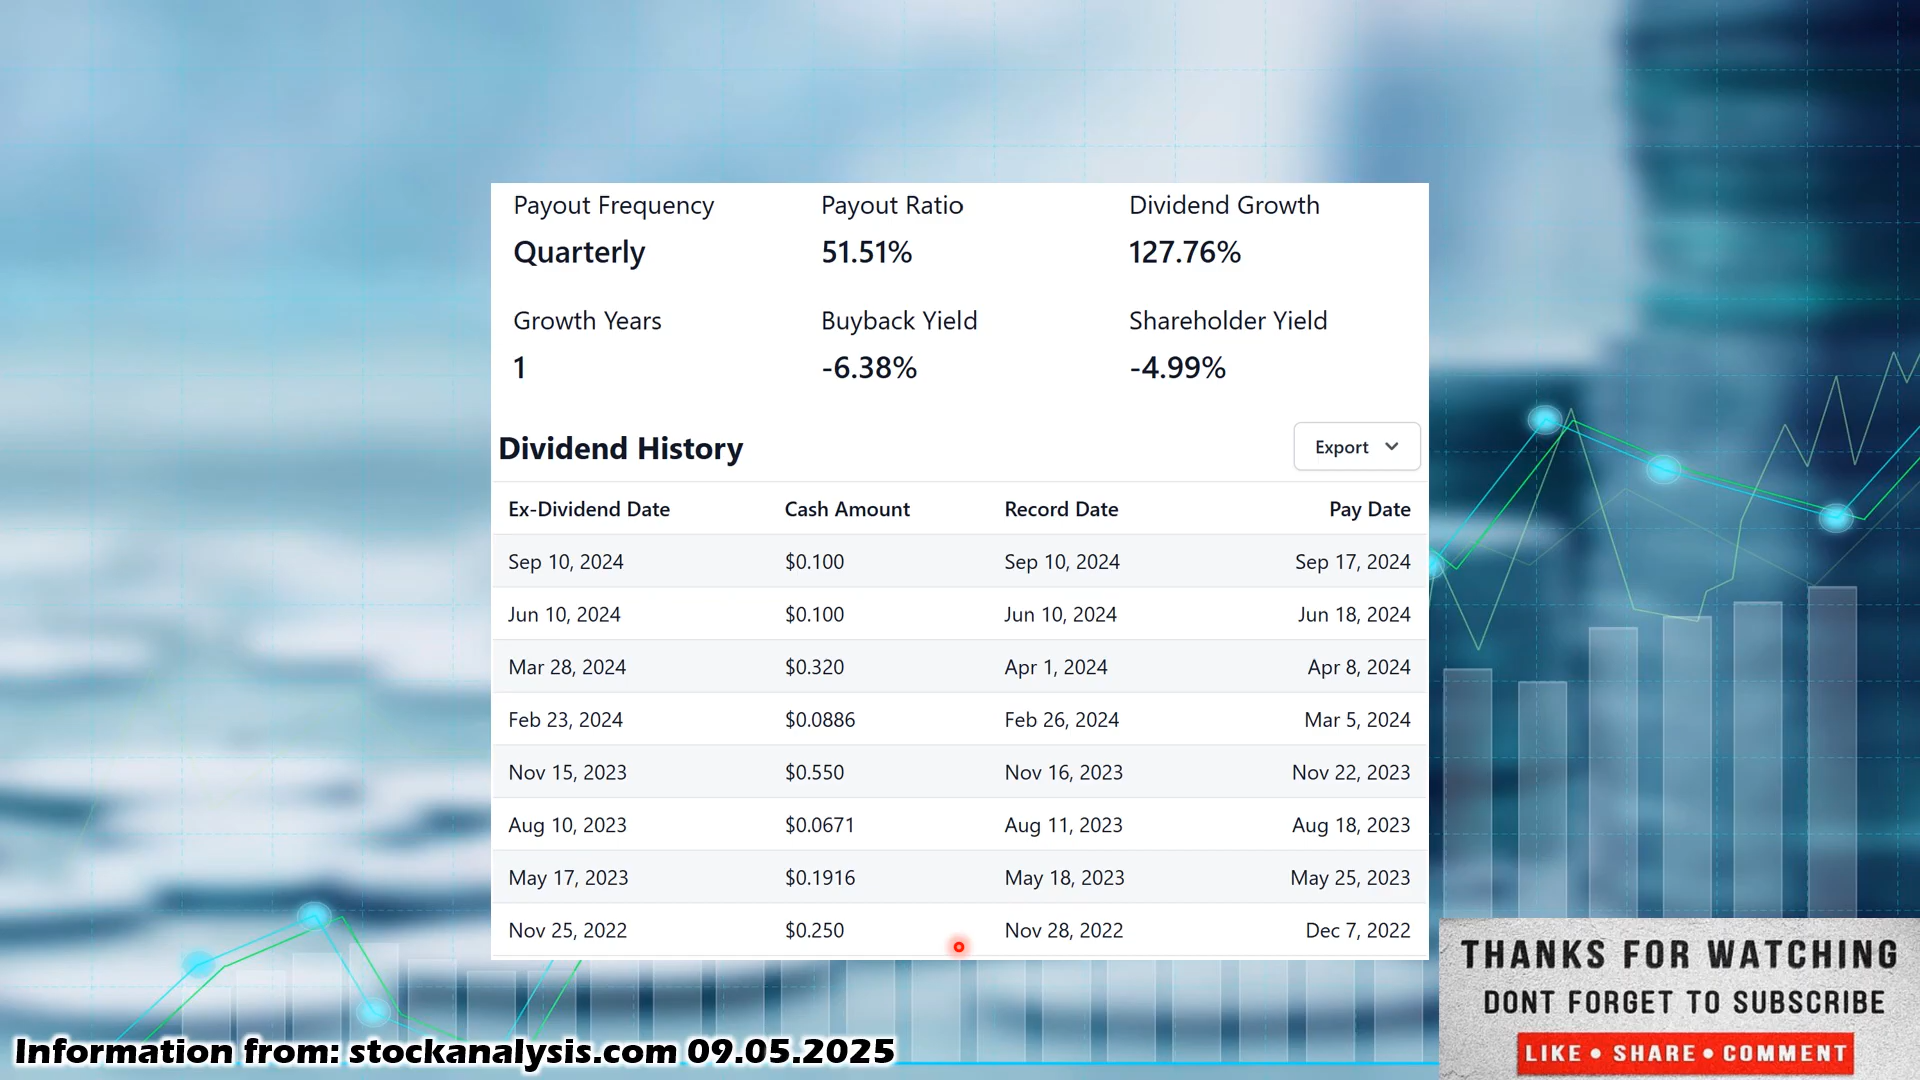 Payout Frequency Payout Ratio Dividend Growth
Quarterly 51.51% 127.76%
Growth Years Buyback Yield Shareholder Yield
1 -6.38% -4.99%
Dividend History Export
Ex-Dividend Date Cash Amount Record Date Pay Date
Sep 10, 2024 $0.100 Sep 10, 2024 Sep 17, 2024
Jun 10, 2024 $0.100 Jun 10, 2024 Jun 18, 2024
Mar 28, 2024 $0.320 Apr 1, 2024 Apr 8, 2024
Feb 23, 2024 $0.0886 Feb 26, 2024 Mar 5, 2024
Nov 15, 2023 $0.550 Nov 16, 2023 Nov 22, 2023
Aug 10, 2023 $0.0671 Aug 11, 2023 Aug 18, 2023
May 17, 2023 $0.1916 May 18, 2023 May 25, 2023
Nov 25, 2022 $0.250 Nov 28, 2022 Dec 7, 2022
THANKS FOR WATCHING
DONT FORGET TO SUBSCRIBE
LIKE • SHARE • COMMENT
Information from: stockanalysis.com 09.05.2025